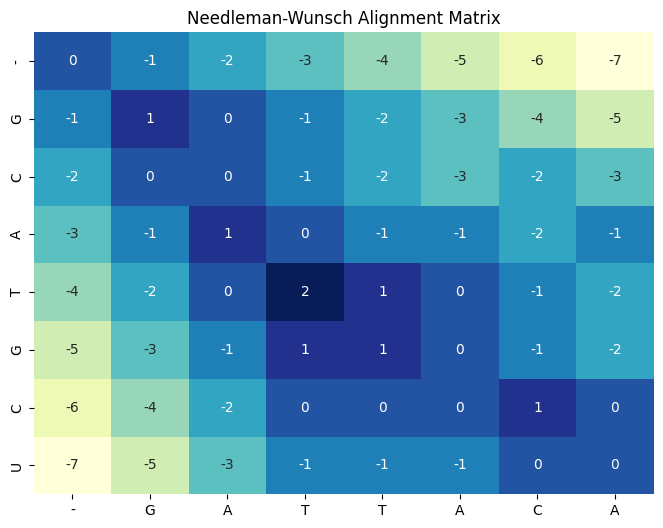 Needleman-Wunsch Alignment Matrix
- 0 -1 -2 -3 -4 -5 -6 -7
G -1 1 0 -1 -2 -3 -4 -5
C -2 0 0 -1 -2 -3 -2 -3
A -3 -1 1 0 -1 -1 -2 -1
T -4 -2 0 2 1 0 -1 -2
G -5 -3 -1 1 1 0 -1 -2
C -6 -4 -2 0 0 0 1 0
U -7 -5 -3 -1 -1 -1 0 0
- G A T T A C A